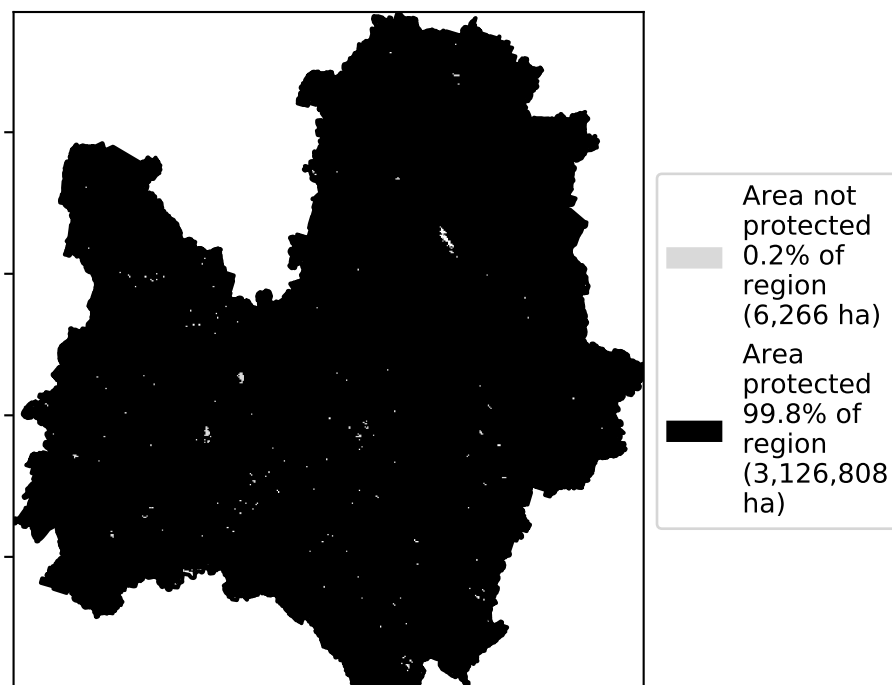 Area not
protected
0.2% of
region
(6,266 ha)
Area
protected
99.8% of
region
(3,126,808
ha)